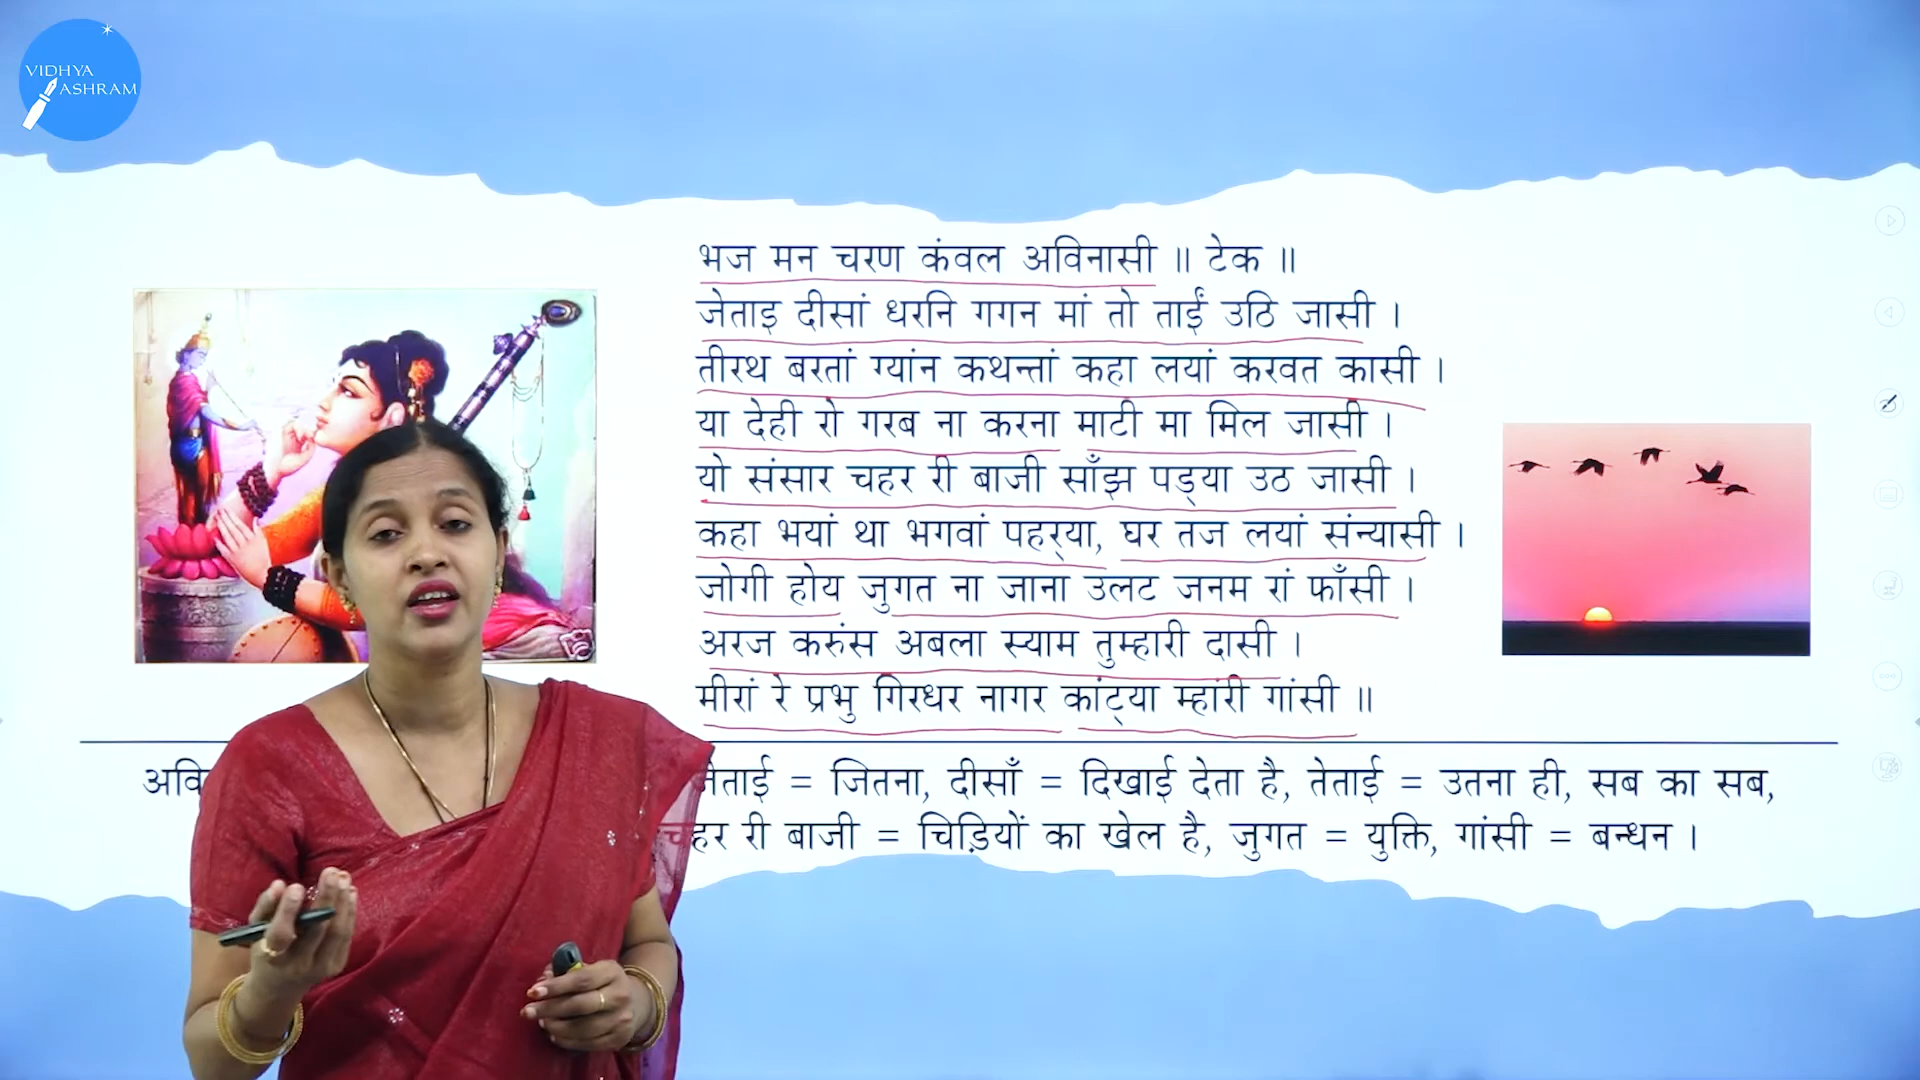 VIDHYA
ASHRAM
भज मन चरण कंवल अविनासी ॥ टेक ॥
जेताइ दीसां धरनि गगन मां तो ताईं उठि जासी ।
तीरथ बरतां ग्यांन कथन्तां कहा लयां करवत कासी ।
या देही रो गरब ना करना माटी मा मिल जासी ।
यो संसार चहर री बाजी साँझ पड्‌या उठ जासी ।
कहा भयां था भगवां पहर्‌या, घर तज लयां संन्यासी ।
जोगी होय जुगत ना जाना उलट जनम रां फाँसी ।
अरज करुंस अबला स्याम तुम्हारी दासी ।
मीरां रे प्रभु गिरधर नागर कांट्‌या म्हांरी गांसी ॥
जेताई = जितना, दीसाँ = दिखाई देता है, तेताई = उतना ही, सब का सब,
चहर री बाजी = चिड़ियों का खेल है, जुगत = युक्ति, गांसी = बन्धन ।